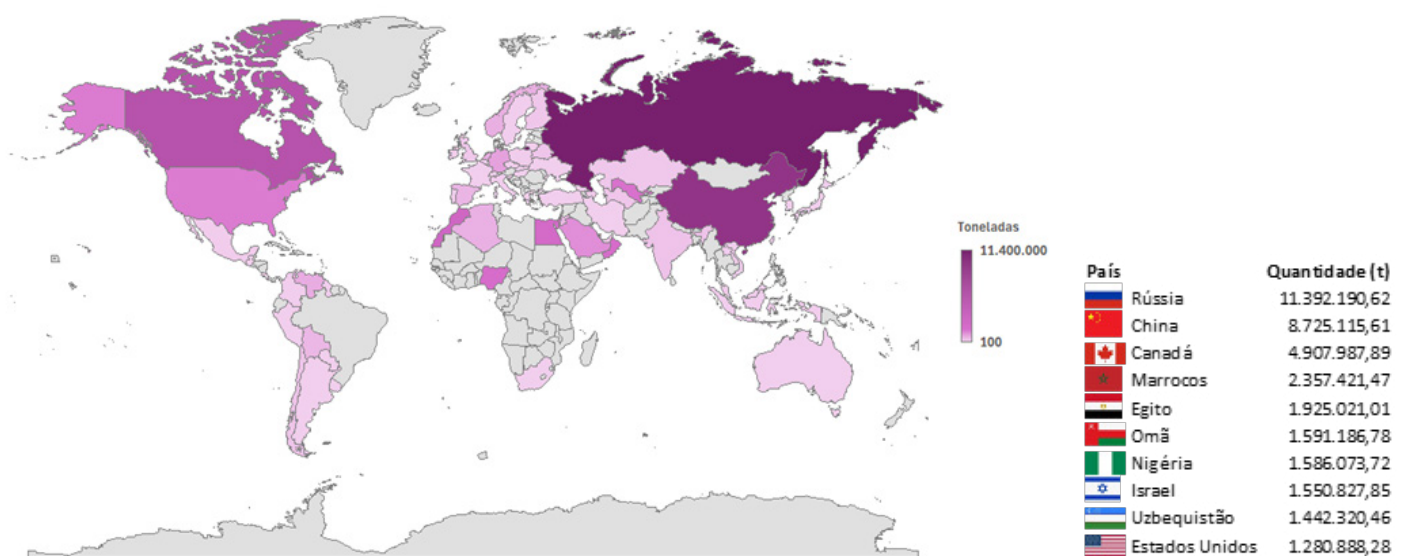 Toneladas
11.400.000
100
País Quantidade (t)
Rússia 11.392.190,62
China 8.725.115,61
Canadá 4.907.987,89
Marrocos 2.357.421,47
Egito 1.925.021,01
Omã 1.591.186,78
Nigéria 1.586.073,72
Israel 1.550.827,85
Uzbequistão 1.442.320,46
Estados Unidos 1.280.888,28